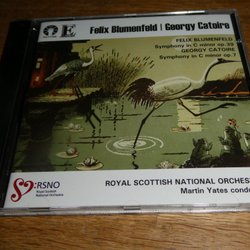 Felix Blumenfeld | Georgy Catoire
FELIX BLUMENFELD
Symphony in C minor op.39
GEORGY CATOIRE
Symphony in C minor op.7
:RSNO
Royal Scottish
National Orchestra
ROYAL SCOTTISH NATIONAL ORCHES
Martin Yates condu